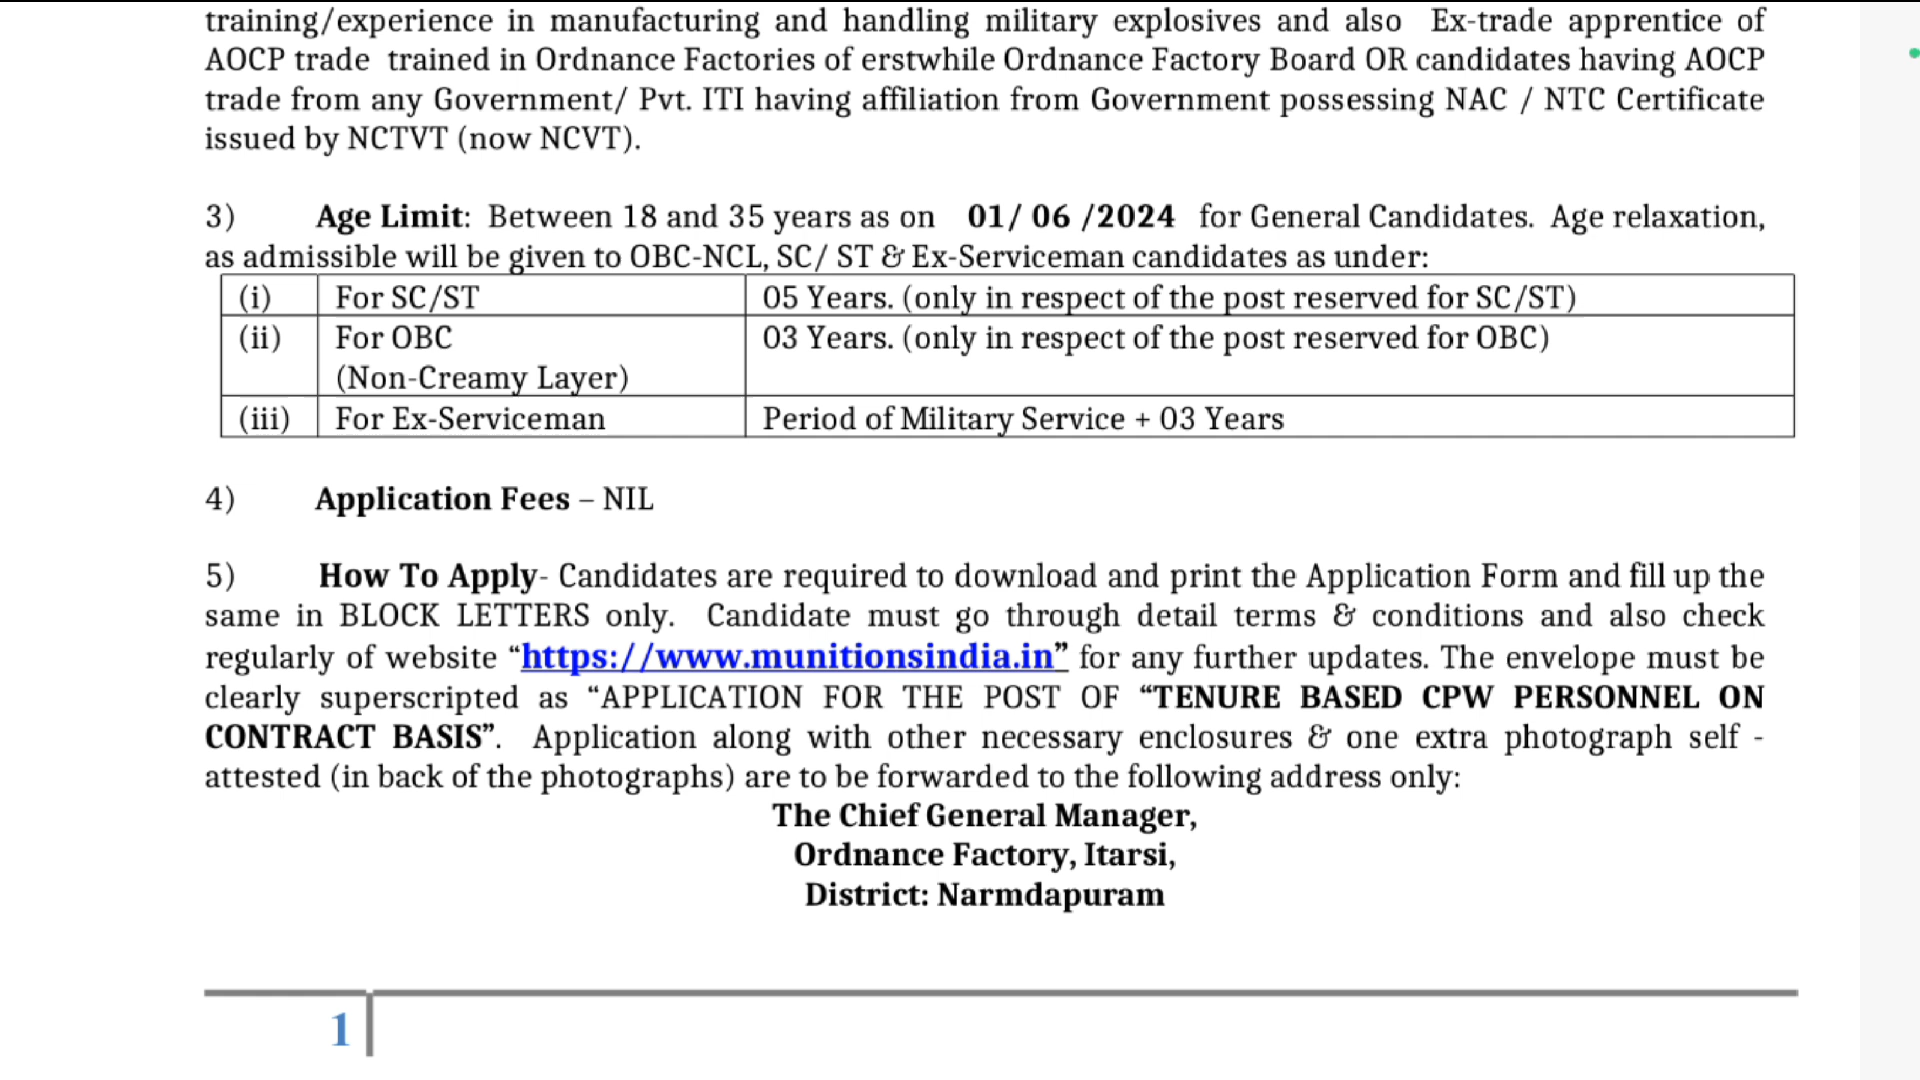 training/experience in manufacturing and handling military explosives and also Ex-trade apprentice of
AOCP trade trained in Ordnance Factories of erstwhile Ordnance Factory Board OR candidates having AOCP
trade from any Government/ Pvt. ITI having affiliation from Government possessing NAC / NTC Certificate
issued by NCTVT (now NCVT).
3) Age Limit: Between 18 and 35 years as on 01/ 06 /2024 for General Candidates. Age relaxation,
as admissible will be given to OBC-NCL, SC/ ST & Ex-Serviceman candidates as under:
(i) For SC/ST 05 Years. (only in respect of the post reserved for SC/ST)
(ii) For OBC 03 Years. (only in respect of the post reserved for OBC)
(Non-Creamy Layer)
(iii) For Ex-Serviceman Period of Military Service + 03 Years
4) Application Fees – NIL
5) How To Apply- Candidates are required to download and print the Application Form and fill up the
same in BLOCK LETTERS only. Candidate must go through detail terms & conditions and also check
regularly of website “https://www.munitionsindia.in” for any further updates. The envelope must be
clearly superscripted as “APPLICATION FOR THE POST OF “TENURE BASED CPW PERSONNEL ON
CONTRACT BASIS”. Application along with other necessary enclosures & one extra photograph self -
attested (in back of the photographs) are to be forwarded to the following address only:
The Chief General Manager,
Ordnance Factory, Itarsi,
District: Narmdapuram
1